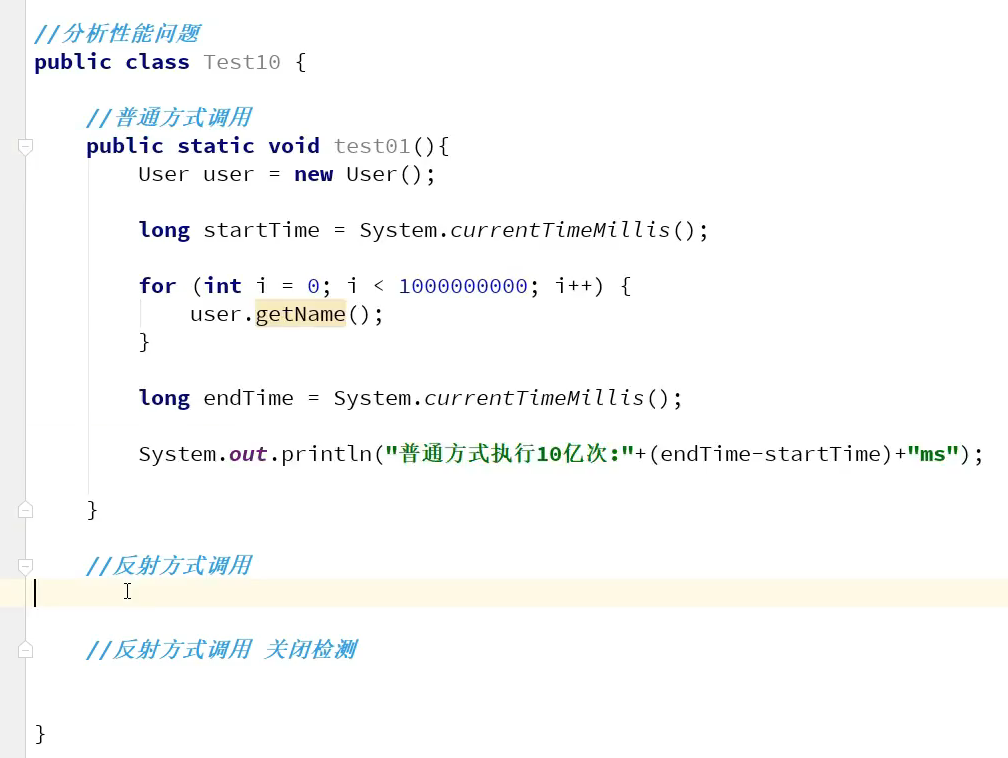 //分析性能问题
public class Test10 {
//普通方式调用
public static void test01(){
User user = new User();
long startTime = System.currentTimeMillis();
for (int i = 0; i < 1000000000; i++) {
user.getName();
}
long endTime = System.currentTimeMillis();
System.out.println("普通方式执行10亿次:"+(endTime-startTime)+"ms");
}
//反射方式调用
//反射方式调用 关闭检测
}